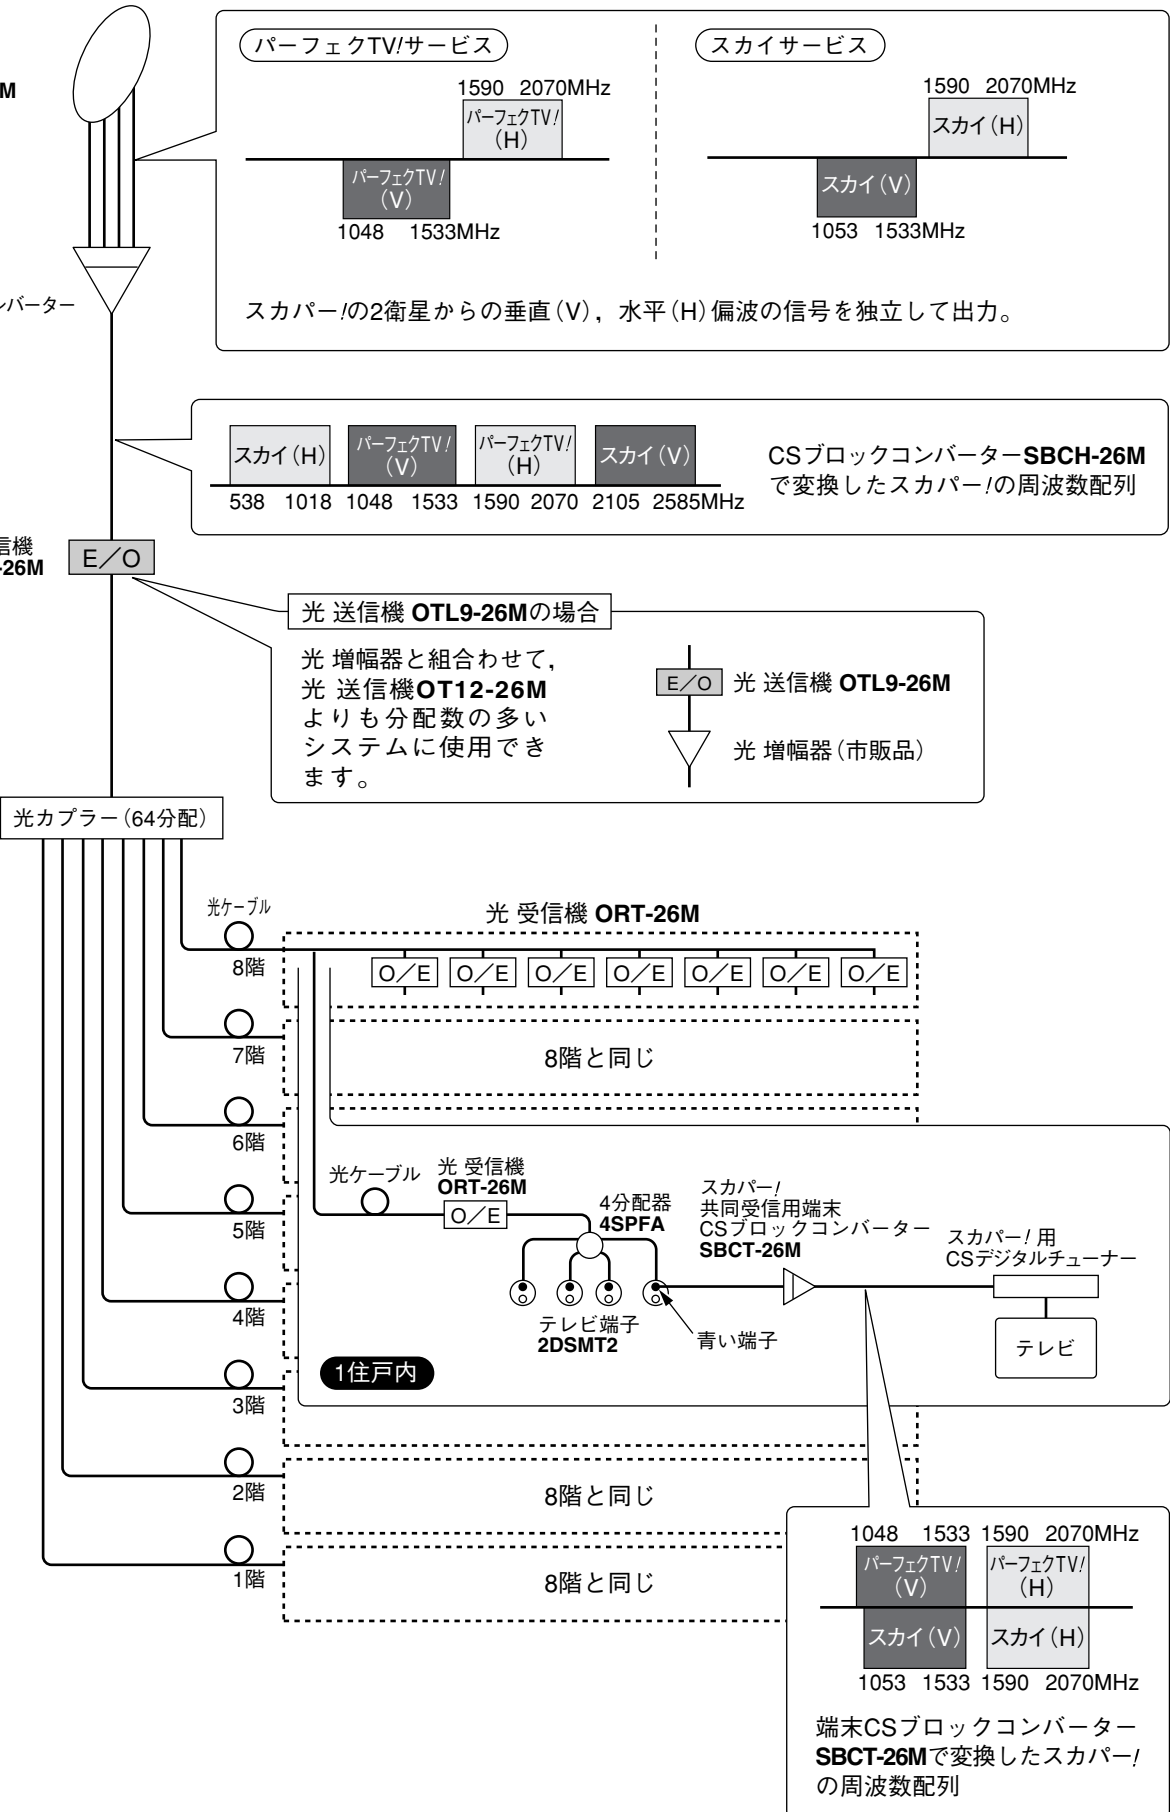 M
パーフェクTV!サービス
スカイサービス
1590 2070MHz
パーフェクTV!
（H）
パーフェクTV!
（V）
1048 1533MHz
1590 2070MHz
スカイ（H）
スカイ（V）
1053 1533MHz
スカパー!の2衛星からの垂直（V），水平（H）偏波の信号を独立して出力。
バーター
スカイ（H）
パーフェクTV!
（V）
パーフェクTV!
（H）
スカイ（V）
538 1018 1048 1533 1590 2070 2105 2585MHz
CSブロックコンバーターSBCH-26M
で変換したスカパー!の周波数配列
信機
-26M
E／O
光 送信機 OTL9-26Mの場合
光 増幅器と組合わせて，
光 送信機OT12-26M
よりも分配数の多い
システムに使用でき
ます。
E／O 光 送信機 OTL9-26M
光 増幅器（市販品）
光カプラー（64分配）
光ケーブル
光 受信機 ORT-26M
8階
O／E O／E O／E O／E O／E O／E O／E
7階
8階と同じ
6階
5階
4階
3階
光ケーブル
光 受信機
ORT-26M
O／E
4分配器
4SPFA
スカパー!
共同受信用端末
CSブロックコンバーター
SBCT-26M
スカパー! 用
CSデジタルチューナー
テレビ端子
2DSMT2
青い端子
テレビ
1住戸内
2階
8階と同じ
1階
8階と同じ
1048 1533 1590 2070MHz
パーフェクTV!
（V）
パーフェクTV!
（H）
スカイ（V）
スカイ（H）
1053 1533 1590 2070MHz
端末CSブロックコンバーター
SBCT-26Mで変換したスカパー!
の周波数配列